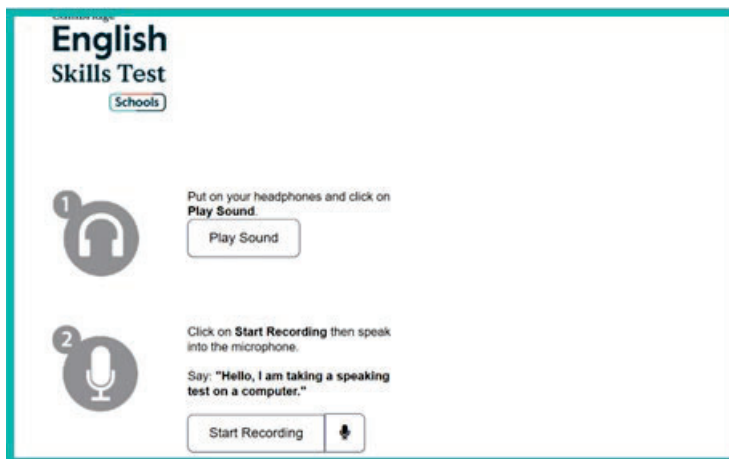 Cambridge
English
Skills Test
Schools
1
Put on your headphones and click on
Play Sound.
Play Sound
2
Click on Start Recording then speak
into the microphone.
Say: "Hello, I am taking a speaking
test on a computer."
Start Recording